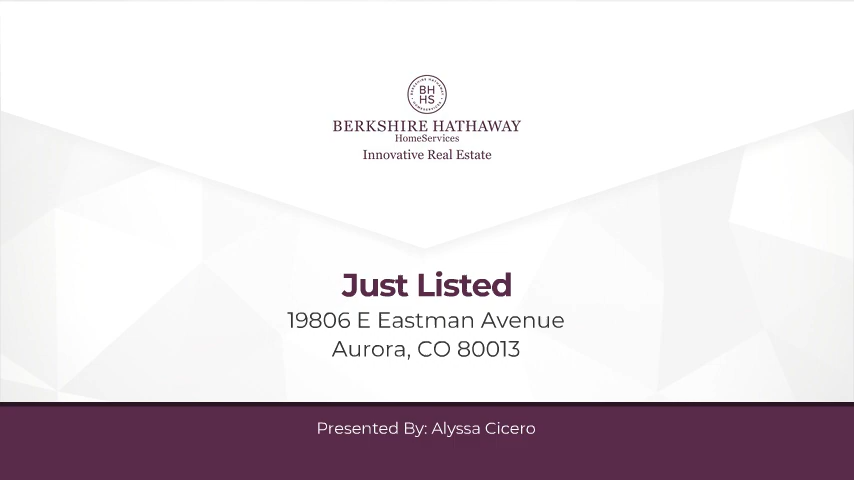 BH
HS
BERKSHIRE HATHAWAY
HomeServices
Innovative Real Estate
Just Listed
19806 E Eastman Avenue
Aurora, CO 80013
Presented By: Alyssa Cicero